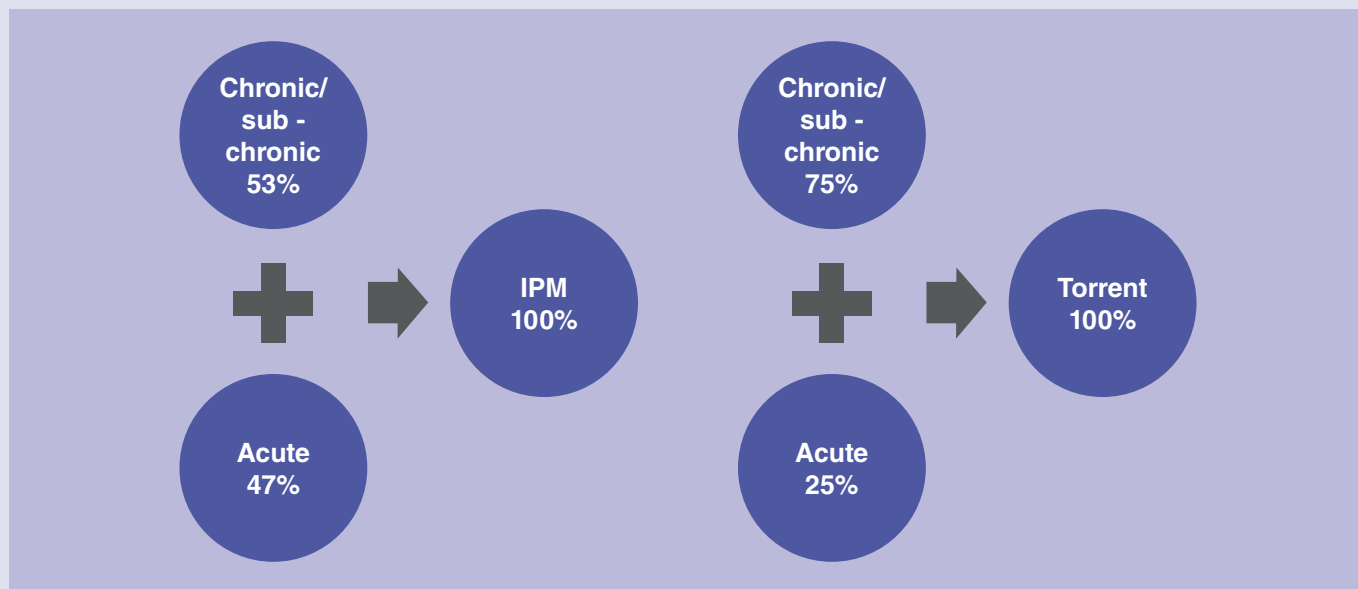 Chronic/
sub -
chronic
53%
Acute
47%
IPM
100%
Chronic/
sub -
chronic
75%
Acute
25%
Torrent
100%